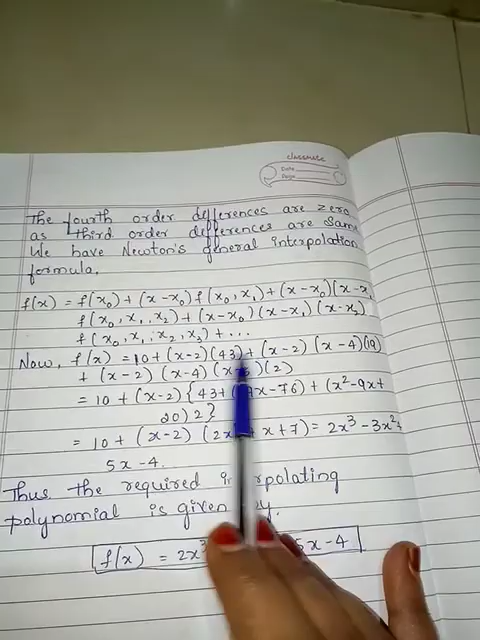 classmate
Date
Page
The fourth order differences are zero
as third order differences are same
We have Newton's general interpolation
formula,
f(x) = f(x₀) + (x-x₀) f(x₀, x₁) + (x-x₀)(x-x₁
f(x₀, x₁, x₂) + (x-x₀) (x-x₁) (x-x₂)
f(x₀, x₁, x₂, x₃) + ...
Now, f(x) = 10 + (x-2)(43) + (x-2) (x-4)(19)
+ (x-2) (x-4) (x- ) (2)
= 10 + (x-2) { 43 + ( x-76) + (x²-9x+
20) 2 }
= 10 + (x-2) (2x + x+7) = 2x³ - 3x² +
5x - 4.
Thus the required in rpolating
polynomial is given y.
f(x) = 2x³ 5x - 4